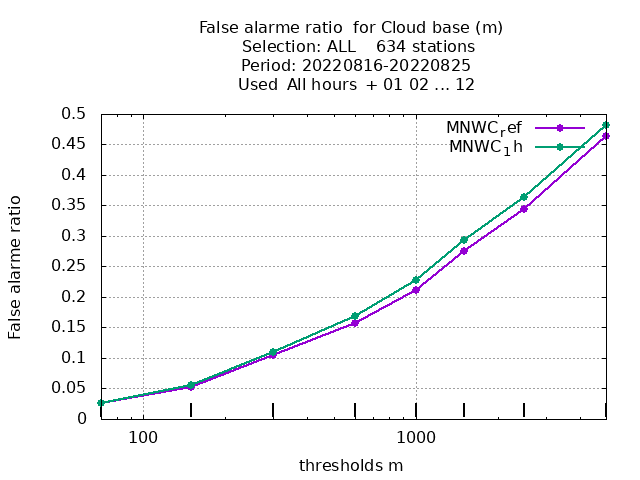 False alarme ratio  for Cloud base (m)
Selection: ALL    634 stations
Period: 20220816-20220825
Used  All hours  + 01 02 ... 12
MNWC_ref
MNWC_1h
0.5
0.45
0.4
0.35
0.3
0.25
0.2
0.15
0.1
0.05
0
False alarme ratio
100
1000
thresholds m